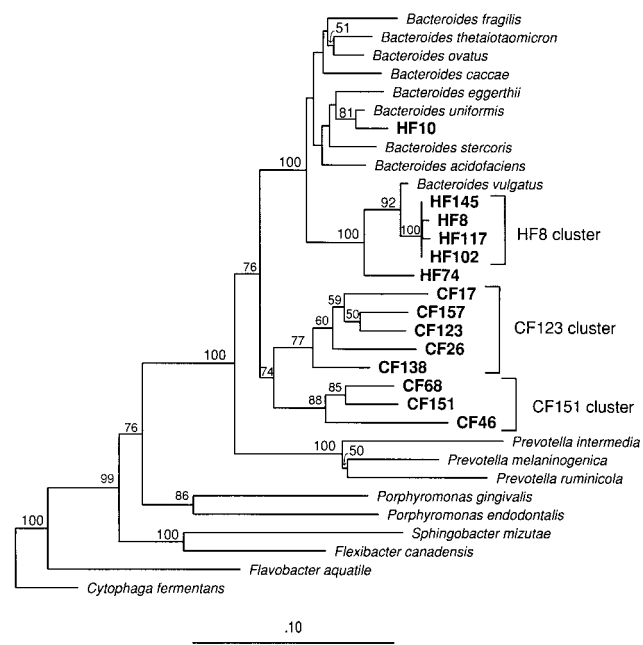 Bacteroides fragilis
51
Bacteroides thetaiotaomicron
Bacteroides ovatus
Bacteroides caccae
Bacteroides eggerthii
81
Bacteroides uniformis
HF10
Bacteroides stercoris
100
Bacteroides acidofaciens
Bacteroides vulgatus
92
HF145
HF8
100
HF117
HF8 cluster
100
HF102
HF74
76
CF17
59
CF157
50
60
CF123
CF123 cluster
77
CF26
100
CF138
74
CF68
85
88
CF151
CF151 cluster
CF46
76
Prevotella intermedia
100
50
Prevotella melaninogenica
Prevotella ruminicola
99
86
Porphyromonas gingivalis
Porphyromonas endodontalis
100
Sphingobacter mizutae
100
Flexibacter canadensis
Flavobacter aquatile
Cytophaga fermentans
.10